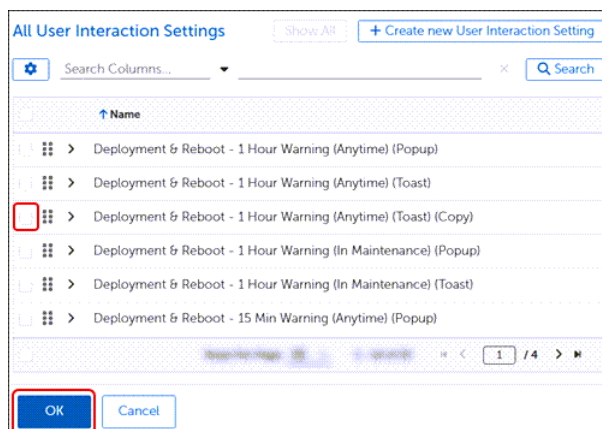 All User Interaction Settings Show All + Create new User Interaction Setting
Search Columns... Search
Name
Deployment & Reboot - 1 Hour Warning (Anytime) (Popup)
Deployment & Reboot - 1 Hour Warning (Anytime) (Toast)
Deployment & Reboot - 1 Hour Warning (Anytime) (Toast) (Copy)
Deployment & Reboot - 1 Hour Warning (In Maintenance) (Popup)
Deployment & Reboot - 1 Hour Warning (In Maintenance) (Toast)
Deployment & Reboot - 15 Min Warning (Anytime) (Popup)
1 / 4
OK Cancel